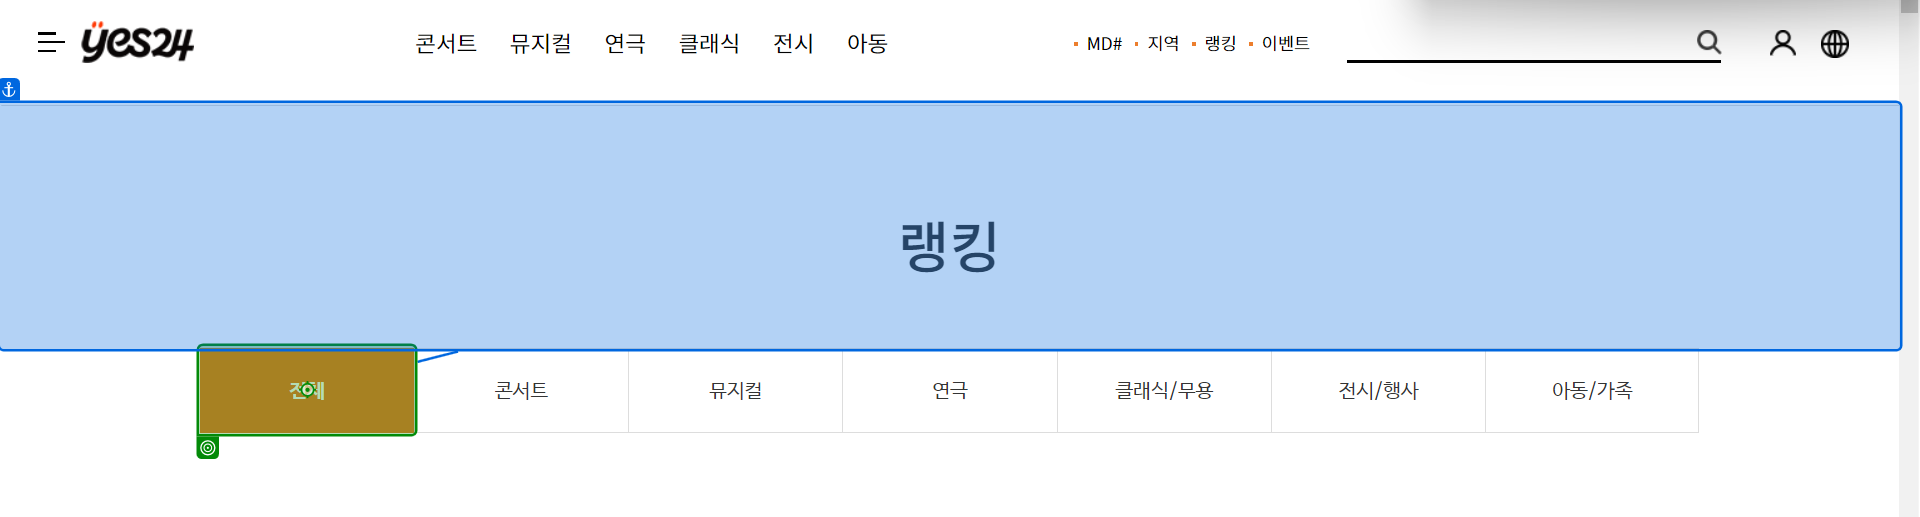 yes24
콘서트 뮤지컬 연극 클래식 전시 아동
MD# 지역 랭킹 이벤트
랭킹
전체 콘서트 뮤지컬 연극 클래식/무용 전시/행사 아동/가족